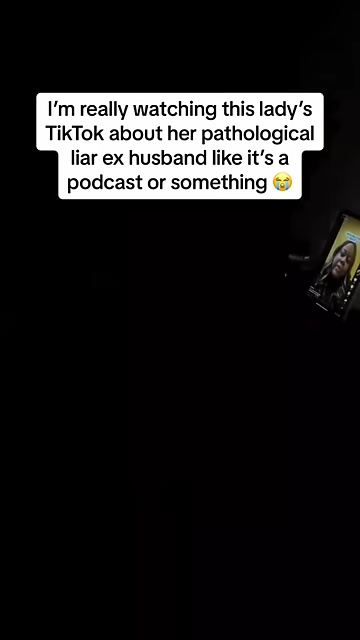 I’m really watching this lady’s
TikTok about her pathological
liar ex husband like it’s a
podcast or something 😭